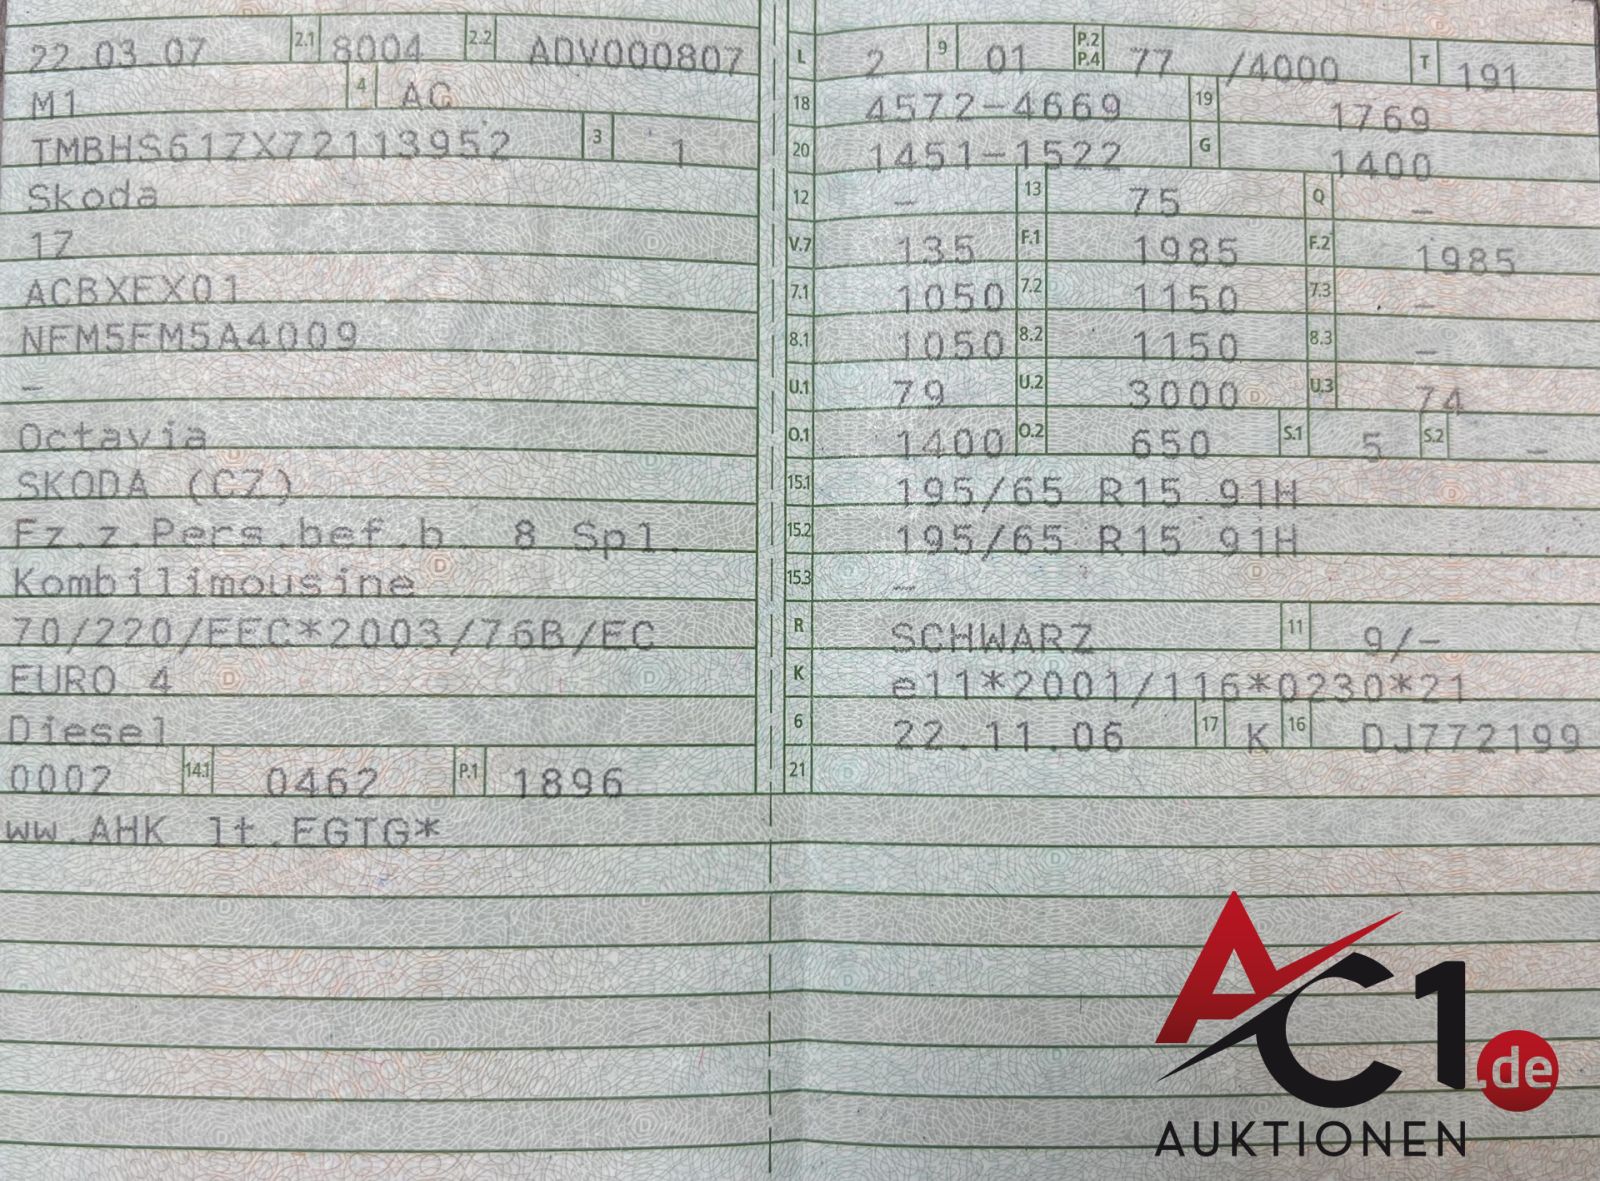 22.03.07 2.1 8004 2.2 ADV000807
M1 4 AC
TMBHS61ZX72113952 3 1
Skoda
1Z
ACBXEX01
NFM5FM5A4009
–
Octavia
SKODA (CZ)
Fz.z.Pers.bef.b. 8 Spl.
Kombilimousine
70/220/EEC*2003/76B/EC
EURO 4
Diesel
0002 14.1 0462 P.1 1896
ww.AHK lt.EGTG*
L 2 9 01 P.2 P.4 77 /4000 T 191
18 4572-4669 19 1769
20 1451-1522 G 1400
12 – 13 75 Q –
V.7 135 F.1 1985 F.2 1985
7.1 1050 7.2 1150 7.3 –
8.1 1050 8.2 1150 8.3 –
U.1 79 U.2 3000 U.3 74
O.1 1400 O.2 650 S.1 5 S.2 –
15.1 195/65 R15 91H
15.2 195/65 R15 91H
15.3 –
R SCHWARZ 11 9/-
K e11*2001/116*0230*21
6 22.11.06 17 K 16 DJ772199
21
AC1.de
AUKTIONEN